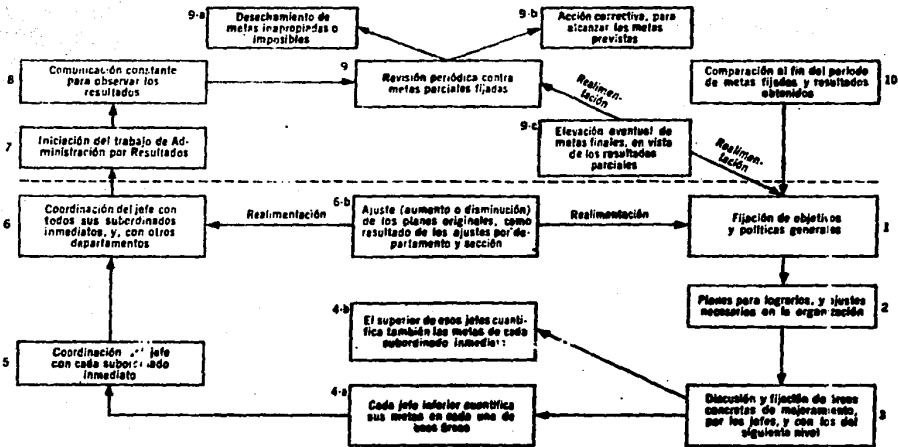 9-a
Desechamiento de
metas inapropiadas o
imposibles
9-b
Acción correctiva, para
alcanzar las metas
previstas
8
Comunicación constante
para observar los
resultados
9
Revisión periódica contra
metas parciales fijadas
Realimen-
tación
Comparación al fin del periodo
de metas fijadas y resultados
obtenidos
10
7
Iniciación del trabajo de Ad-
ministración por Resultados
9-c
Elevación eventual de
metas finales, en vista
de los resultados
parciales
Realimen-
tación
6
Coordinación del jefe con
todos sus subordinados
inmediatos, y, con otros
departamentos
Realimentación
6-b
Ajuste (aumento o disminución)
de los planes originales, como
resultado de los ajustes por de-
partamento y sección
Realimentación
Fijación de objetivos
y políticas generales
1
Planes para lograrlos, y ajustes
necesarios en la organización
2
4-b
El superior de esos jefes cuanti-
fica también las metas de cada
subordinado inmediato
5
Coordinación jefe
con cada subordinado
inmediato
4-a
Cada jefe inferior cuantifica
sus metas en cada una de
esas áreas
Discusión y fijación de áreas
concretas de mejoramiento,
por los jefes, y con los del
siguiente nivel
3